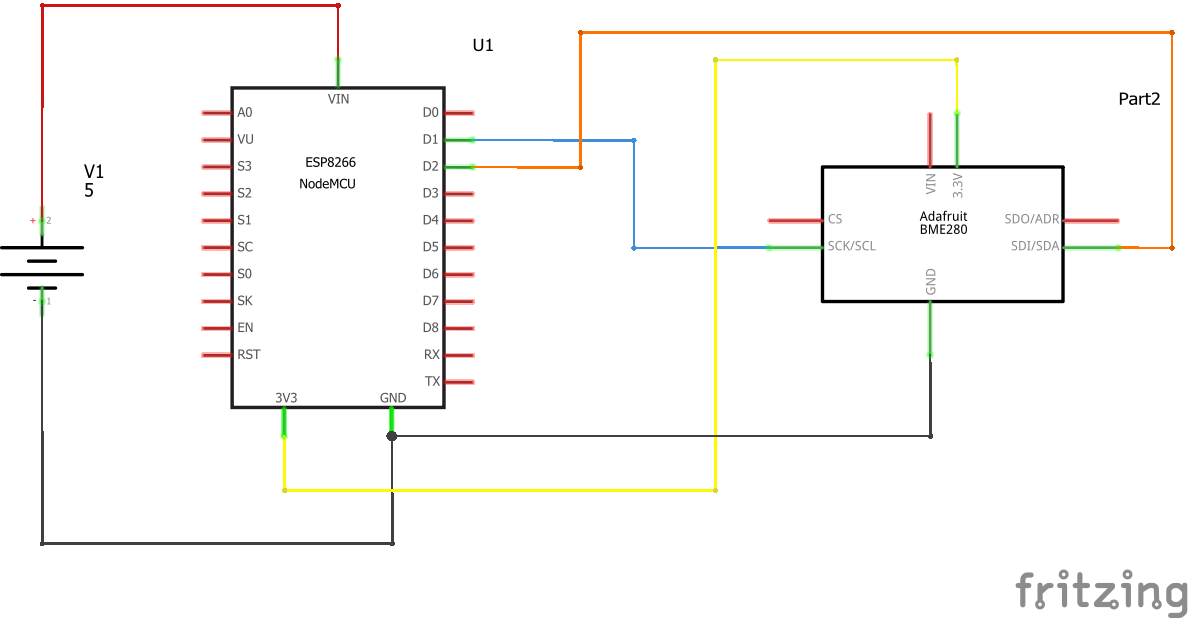 U1
VIN
Part2
A0
D0
VU
D1
S3
D2
S2
D3
S1
D4
SC
D5
S0
D6
SK
D7
EN
D8
RST
RX
TX
3V3
GND
ESP8266
NodeMCU
V1
5
+
2
-
1
VIN
3.3V
CS
SDO/ADR
Adafruit
BME280
SCK/SCL
SDI/SDA
GND
fritzing